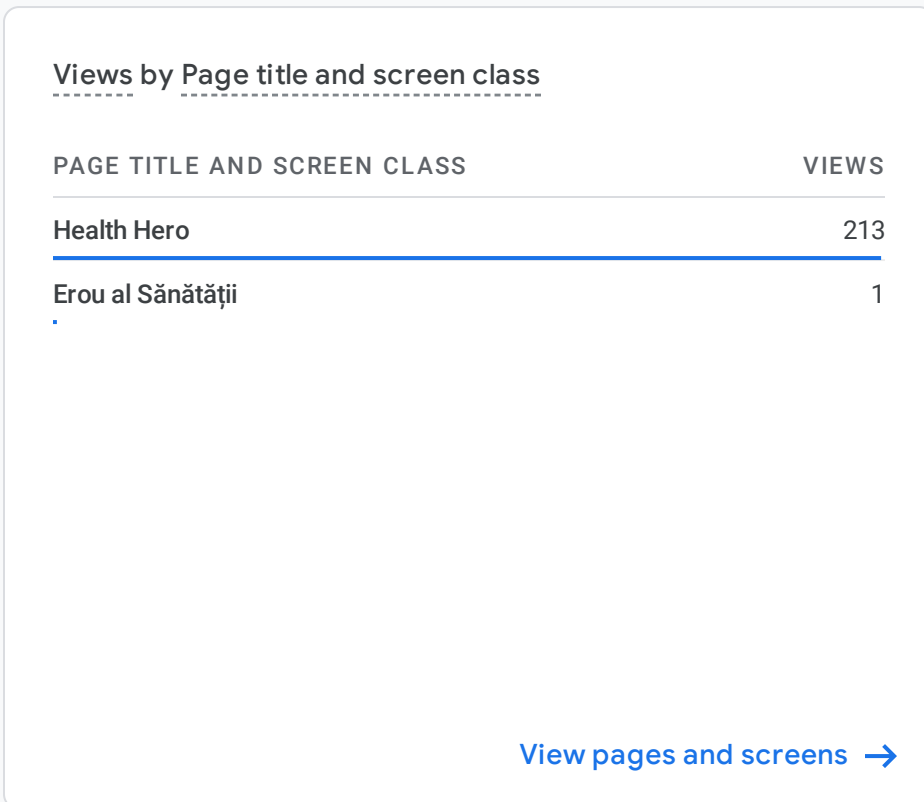 Views by Page title and screen class
PAGE TITLE AND SCREEN CLASS VIEWS
Health Hero 213
Erou al Sănătății 1
View pages and screens